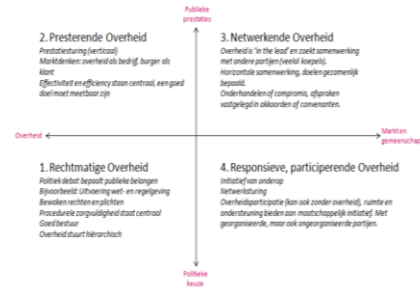 Publieke
prestaties
2. Presterende Overheid
Prestatiesturing (verticaal)
Marktdenken: overheid als bedrijf, burger als
klant
Effectiviteit en efficiency staan centraal, een goed
doel moet meetbaar zijn
3. Netwerkende Overheid
Overheid is 'in the lead' en zoekt samenwerking
met andere partijen (veelal koepels).
Horizontale samenwerking, doelen gezamenlijk
bepaald.
Onderhandelen of compromis, afspraken
vastgelegd in akkoorden of convenanten.
Overheid
Markt en
gemeenschap
1. Rechtmatige Overheid
Politiek debat bepaalt publieke belangen
Bijvoorbeeld: Uitvoering wet- en regelgeving
Bewaken rechten en plichten
Procedurele zorgvuldigheid staat centraal
Goed bestuur
Overheid stuurt hiërarchisch
4. Responsieve, participerende Overheid
Initiatief van onderop
Netwerksturing
Overheidsparticipatie (kan ook zonder overheid), ruimte en
ondersteuning bieden aan maatschappelijk initiatief. Met
georganiseerde, maar ook ongeorganiseerde partijen.
Politieke
keuze